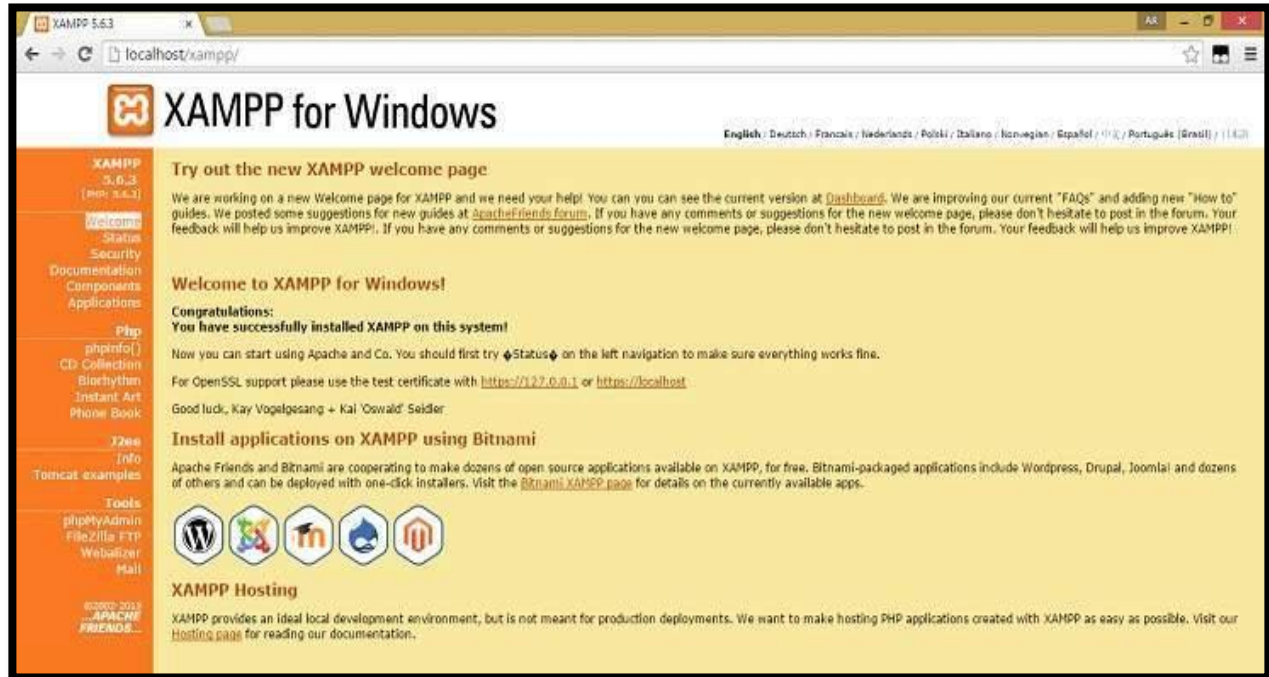 XAMPP 5.6.3
AR
localhost/xampp/
XAMPP for Windows
English / Deutsch / Francais / Nederlands / Polski / Italiano / Norwegian / Español / 中文 / Português (Brasil) /
XAMPP
5.6.3
[PHP: 5.6.3]
Welcome
Status
Security
Documentation
Components
Applications
Php
phpinfo()
CD Collection
Biorhythm
Instant Art
Phone Book
J2ee
Info
Tomcat examples
Tools
phpMyAdmin
FileZilla FTP
Webalizer
Mail
©2002-2013
...APACHE
FRIENDS...
Try out the new XAMPP welcome page
We are working on a new Welcome page for XAMPP and we need your help! You can you can see the current version at Dashboard. We are improving our current "FAQs" and adding new "How to"
guides. We posted some suggestions for new guides at ApacheFriends forum. If you have any comments or suggestions for the new welcome page, please don't hesitate to post in the forum. Your
feedback will help us improve XAMPP!. If you have any comments or suggestions for the new welcome page, please don't hesitate to post in the forum. Your feedback will help us improve XAMPP!
Welcome to XAMPP for Windows!
Congratulations:
You have successfully installed XAMPP on this system!
Now you can start using Apache and Co. You should first try �Status� on the left navigation to make sure everything works fine.
For OpenSSL support please use the test certificate with https://127.0.0.1 or https://localhost
Good luck, Kay Vogelgesang + Kai 'Oswald' Seidler
Install applications on XAMPP using Bitnami
Apache Friends and Bitnami are cooperating to make dozens of open source applications available on XAMPP, for free. Bitnami-packaged applications include Wordpress, Drupal, Joomla! and dozens
of others and can be deployed with one-click installers. Visit the Bitnami XAMPP page for details on the currently available apps.
XAMPP Hosting
XAMPP provides an ideal local development environment, but is not meant for production deployments. We want to make hosting PHP applications created with XAMPP as easy as possible. Visit our
Hosting page for reading our documentation.